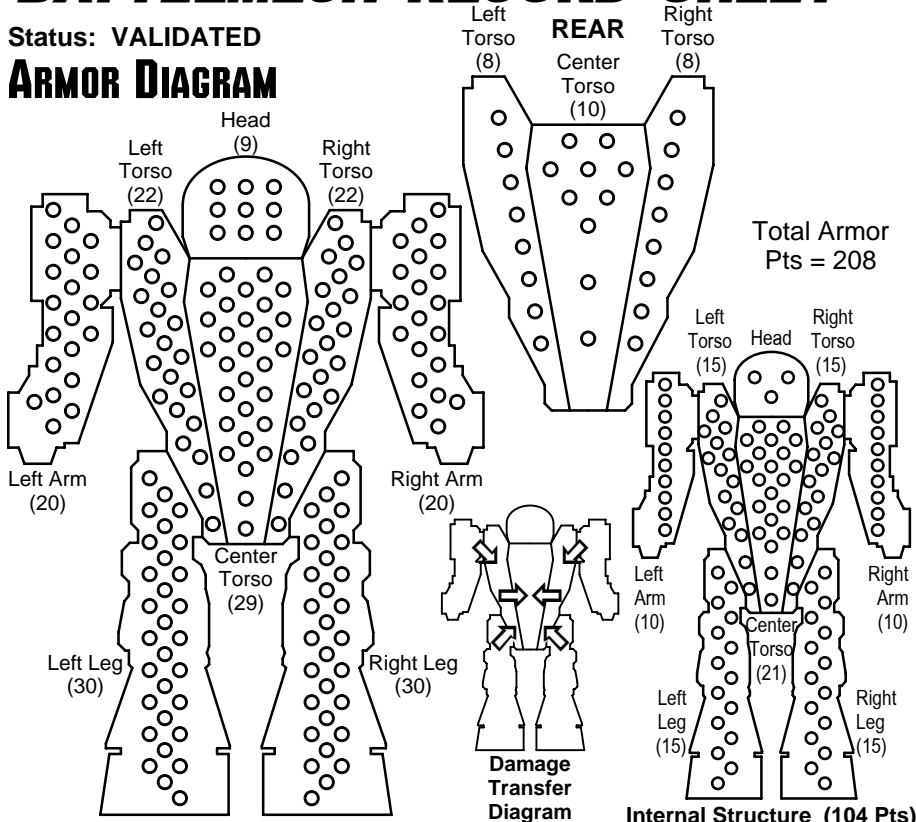 BATTLEMECH RECORD SHEET
Status: VALIDATED
ARMOR DIAGRAM
Head
(9)
Left
Torso
(22)
Right
Torso
(22)
Left Arm
(20)
Right Arm
(20)
Center
Torso
(29)
Left Leg
(30)
Right Leg
(30)
REAR
Left
Torso
(8)
Center
Torso
(10)
Right
Torso
(8)
Total Armor
Pts = 208
Damage
Transfer
Diagram
Left
Torso
(15)
Head
Right
Torso
(15)
Left
Arm
(10)
Right
Arm
(10)
Center
Torso
(21)
Left
Leg
(15)
Right
Leg
(15)
Internal Structure (104 Pts)